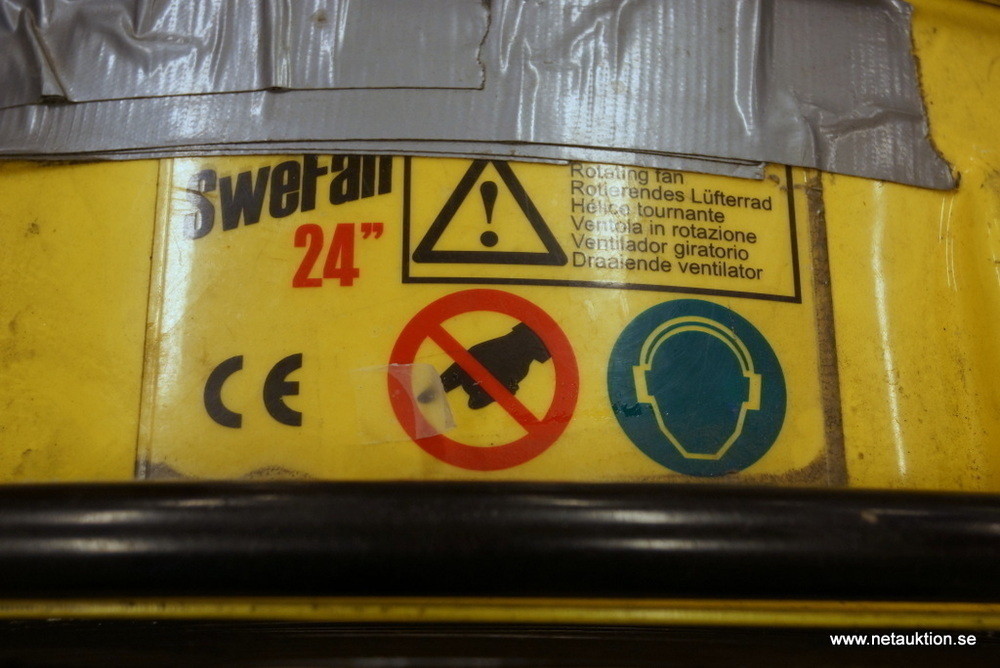 SweFan
24”
Rotating fan
Rotierendes Lüfterrad
Hélice tournante
Ventola in rotazione
Ventilador giratorio
Draaiende ventilator
CE
www.netauktion.se